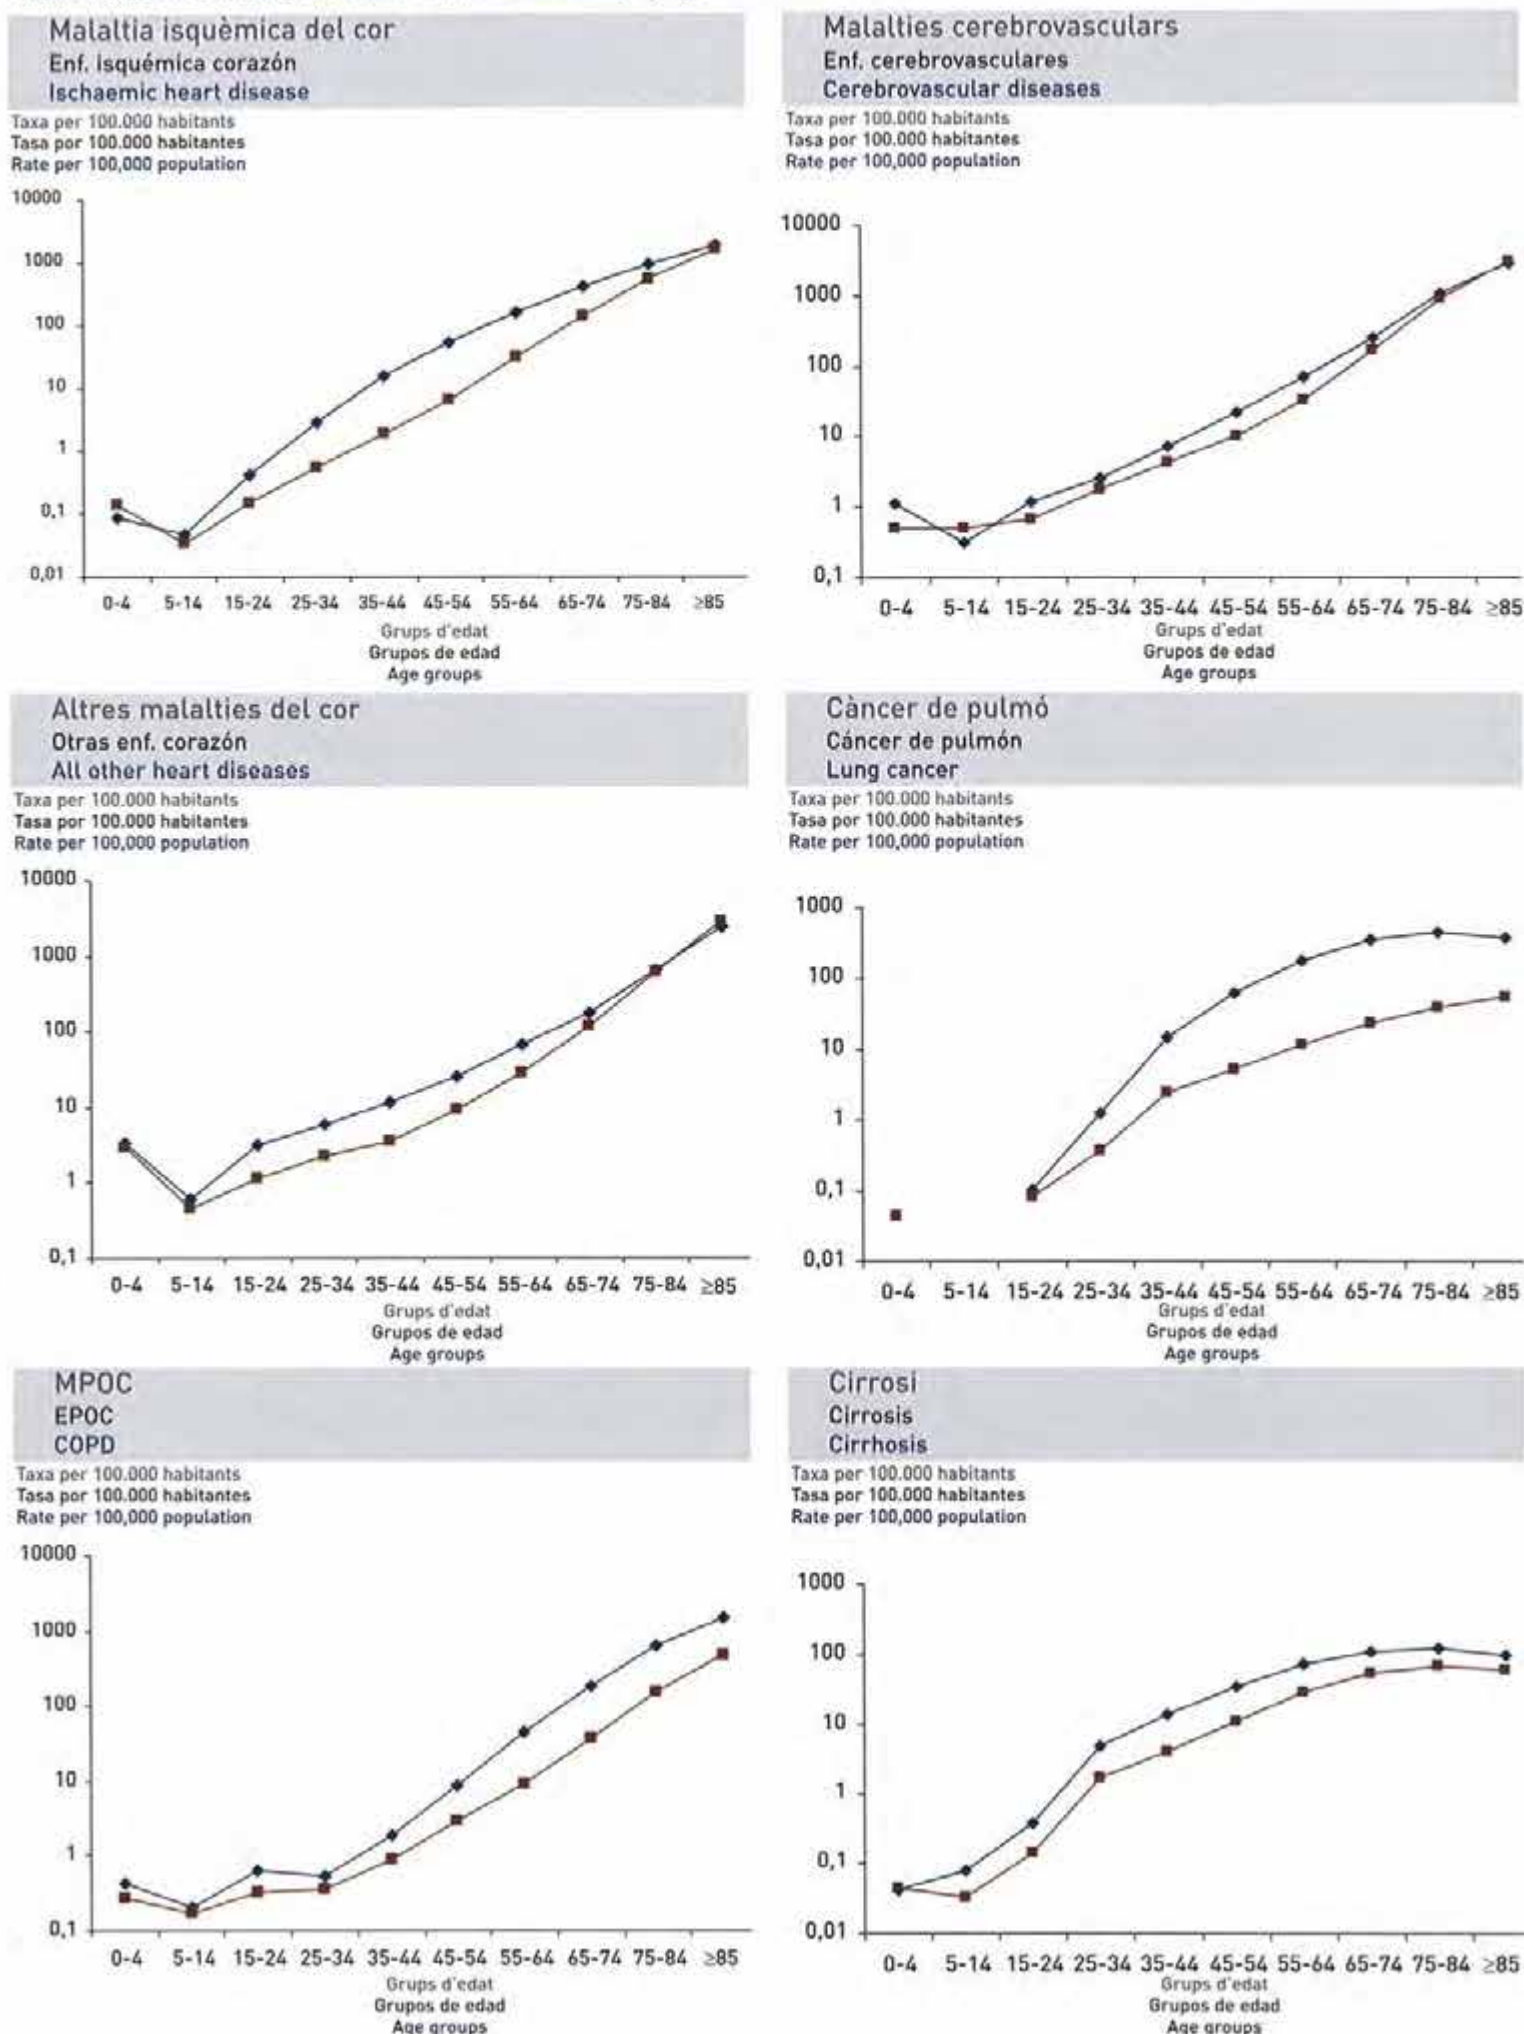 Malaltia isquèmica del cor
Enf. isquémica corazón
Ischaemic heart disease
Taxa per 100.000 habitants
Tasa por 100.000 habitantes
Rate per 100,000 population
10000
1000
100
10
1
0,1
0,01
0-4 5-14 15-24 25-34 35-44 45-54 55-64 65-74 75-84 ≥85
Grups d'edat
Grupos de edad
Age groups
Malalties cerebrovasculars
Enf. cerebrovasculares
Cerebrovascular diseases
Taxa per 100.000 habitants
Tasa por 100.000 habitantes
Rate per 100,000 population
10000
1000
100
10
1
0,1
0-4 5-14 15-24 25-34 35-44 45-54 55-64 65-74 75-84 ≥85
Grups d'edat
Grupos de edad
Age groups
Altres malalties del cor
Otras enf. corazón
All other heart diseases
Taxa per 100.000 habitants
Tasa por 100.000 habitantes
Rate per 100,000 population
10000
1000
100
10
1
0,1
0-4 5-14 15-24 25-34 35-44 45-54 55-64 65-74 75-84 ≥85
Grups d'edat
Grupos de edad
Age groups
Càncer de pulmó
Cáncer de pulmón
Lung cancer
Taxa per 100.000 habitants
Tasa por 100.000 habitantes
Rate per 100,000 population
1000
100
10
1
0,1
0,01
0-4 5-14 15-24 25-34 35-44 45-54 55-64 65-74 75-84 ≥85
Grups d'edat
Grupos de edad
Age groups
MPOC
EPOC
COPD
Taxa per 100.000 habitants
Tasa por 100.000 habitantes
Rate per 100,000 population
10000
1000
100
10
1
0,1
0-4 5-14 15-24 25-34 35-44 45-54 55-64 65-74 75-84 ≥85
Grups d'edat
Grupos de edad
Age groups
Cirrosi
Cirrosis
Cirrhosis
Taxa per 100.000 habitants
Tasa por 100.000 habitantes
Rate per 100,000 population
1000
100
10
1
0,1
0,01
0-4 5-14 15-24 25-34 35-44 45-54 55-64 65-74 75-84 ≥85
Grups d'edat
Grupos de edad
Age groups